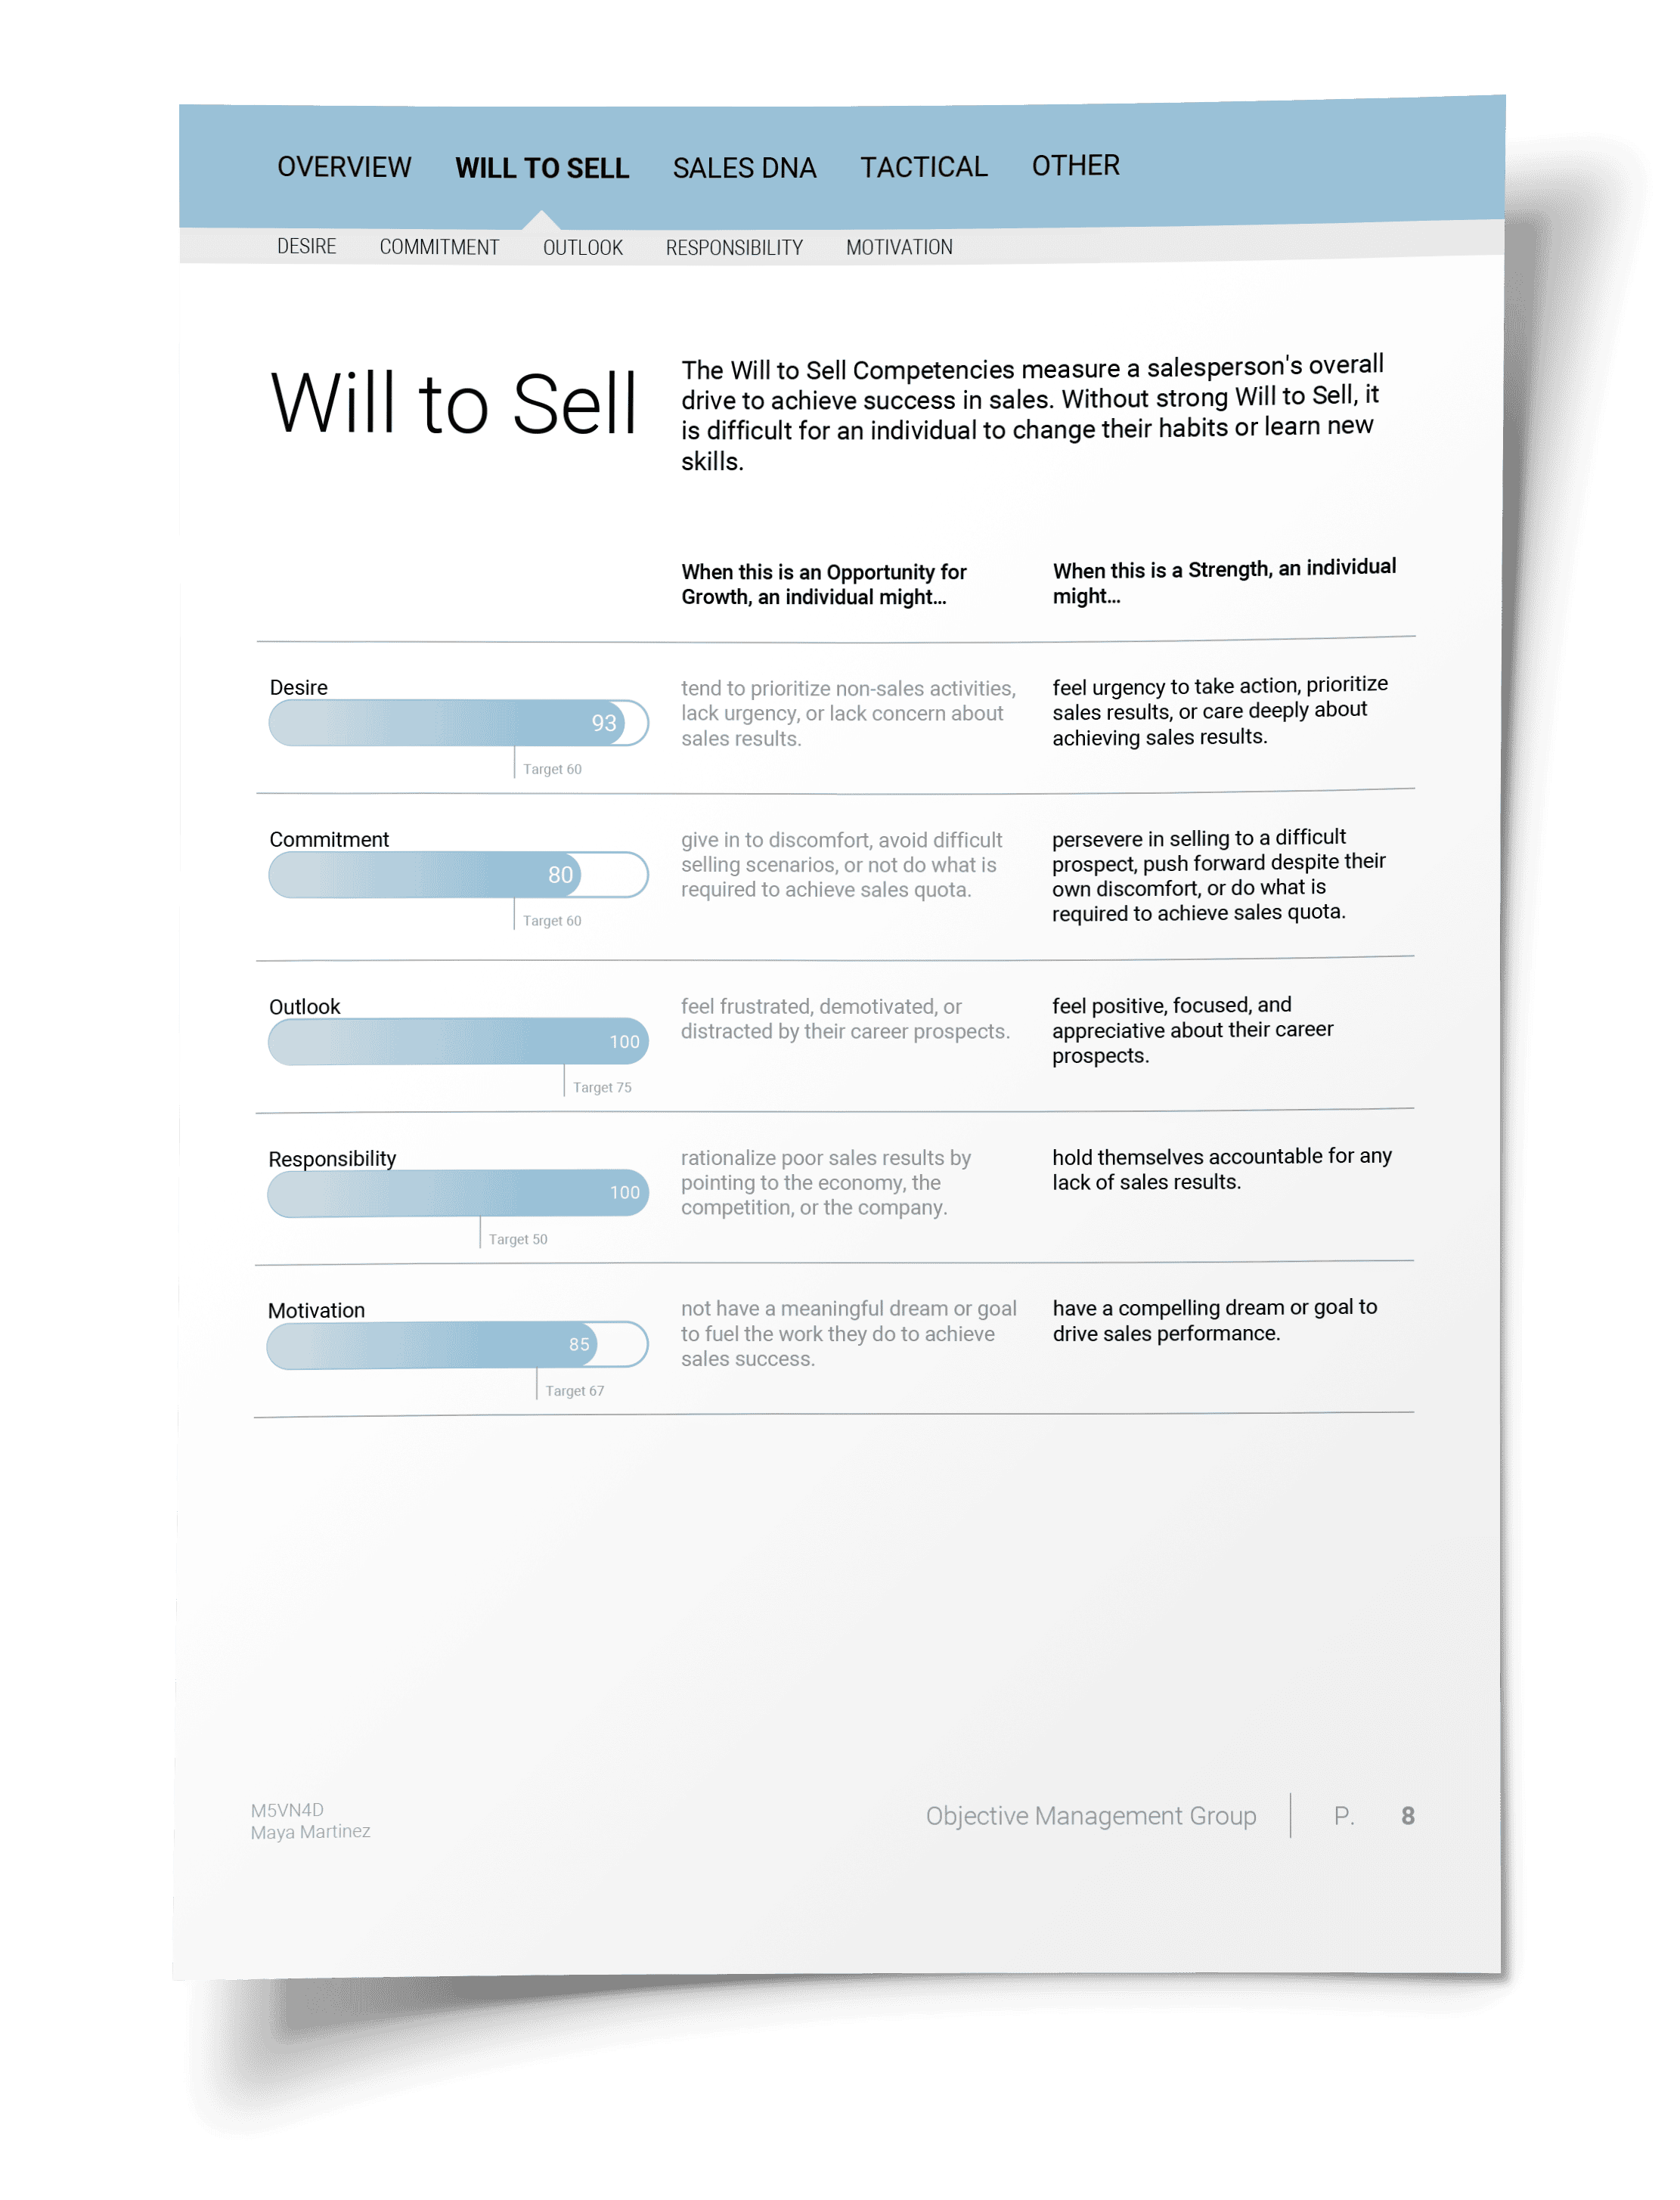 OVERVIEW WILL TO SELL SALES DNA TACTICAL OTHER
DESIRE COMMITMENT OUTLOOK RESPONSIBILITY MOTIVATION
Will to Sell
The Will to Sell Competencies measure a salesperson's overall
drive to achieve success in sales. Without strong Will to Sell, it
is difficult for an individual to change their habits or learn new
skills.
When this is an Opportunity for
Growth, an individual might...
When this is a Strength, an individual
might...
Desire
93
Target 60
tend to prioritize non-sales activities,
lack urgency, or lack concern about
sales results.
feel urgency to take action, prioritize
sales results, or care deeply about
achieving sales results.
Commitment
80
Target 60
give in to discomfort, avoid difficult
selling scenarios, or not do what is
required to achieve sales quota.
persevere in selling to a difficult
prospect, push forward despite their
own discomfort, or do what is
required to achieve sales quota.
Outlook
100
Target 75
feel frustrated, demotivated, or
distracted by their career prospects.
feel positive, focused, and
appreciative about their career
prospects.
Responsibility
100
Target 50
rationalize poor sales results by
pointing to the economy, the
competition, or the company.
hold themselves accountable for any
lack of sales results.
Motivation
85
Target 67
not have a meaningful dream or goal
to fuel the work they do to achieve
sales success.
have a compelling dream or goal to
drive sales performance.
M5VN4D
Maya Martinez
Objective Management Group P. 8